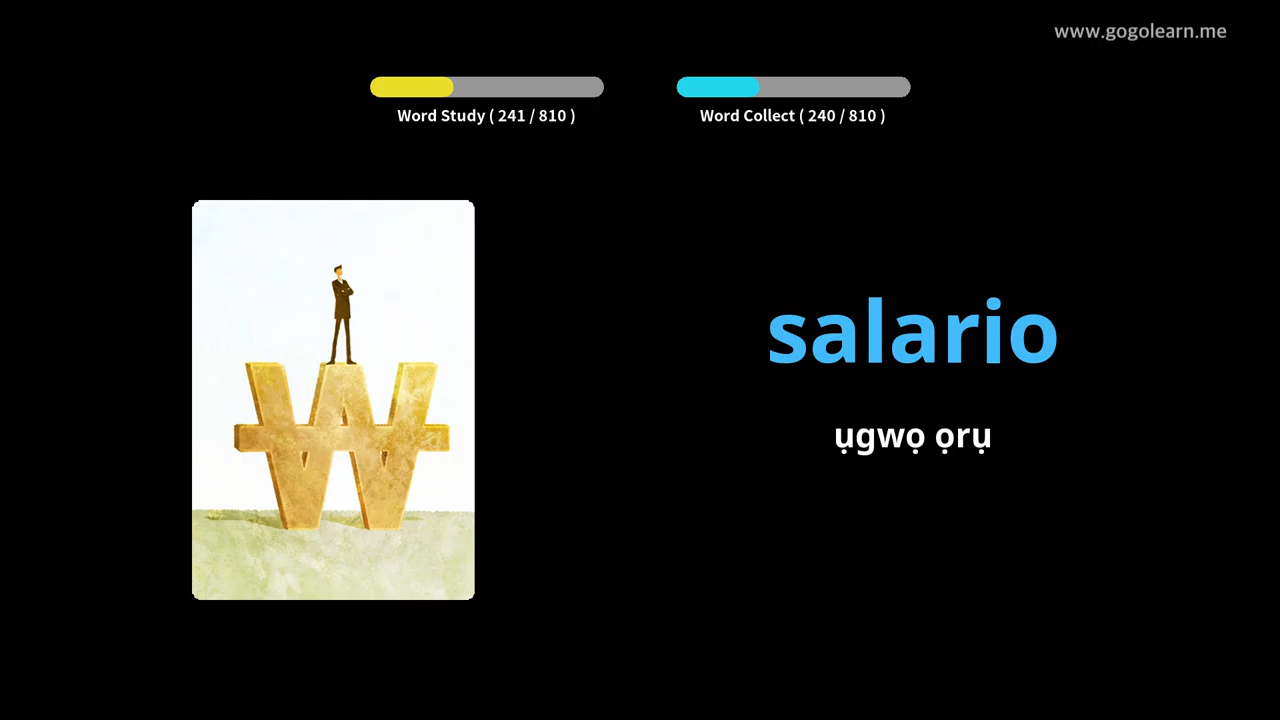 www.gogolearn.me
Word Study ( 241 / 810 )
Word Collect ( 240 / 810 )
salario
ụgwọ ọrụ